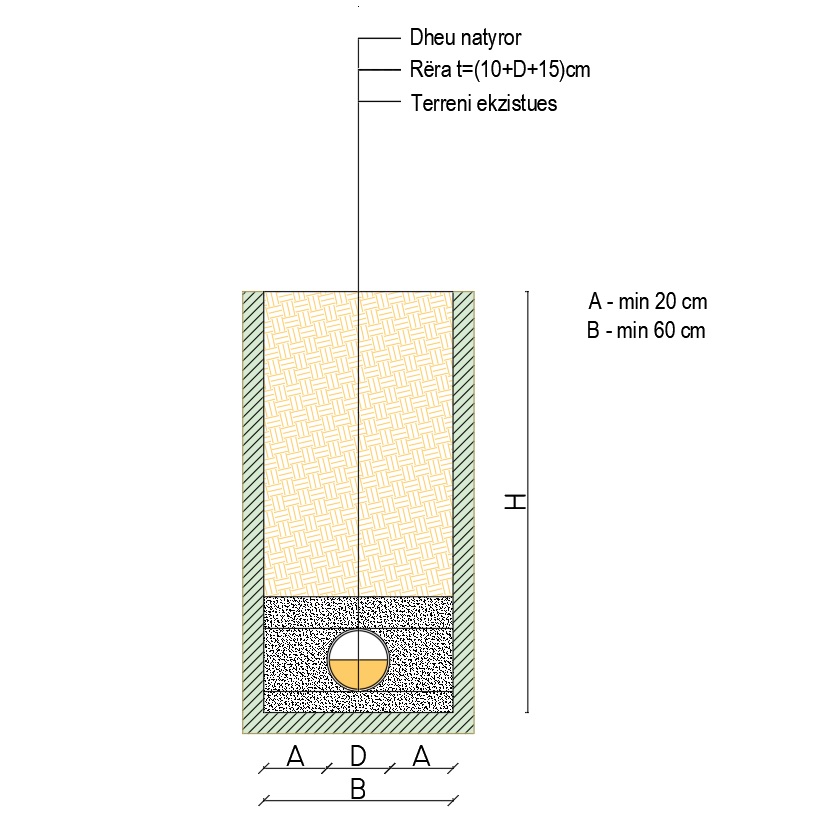 Dheu natyror
Rëra t=(10+D+15)cm
Terreni ekzistues
A - min 20 cm
B - min 60 cm
H
A D A
B